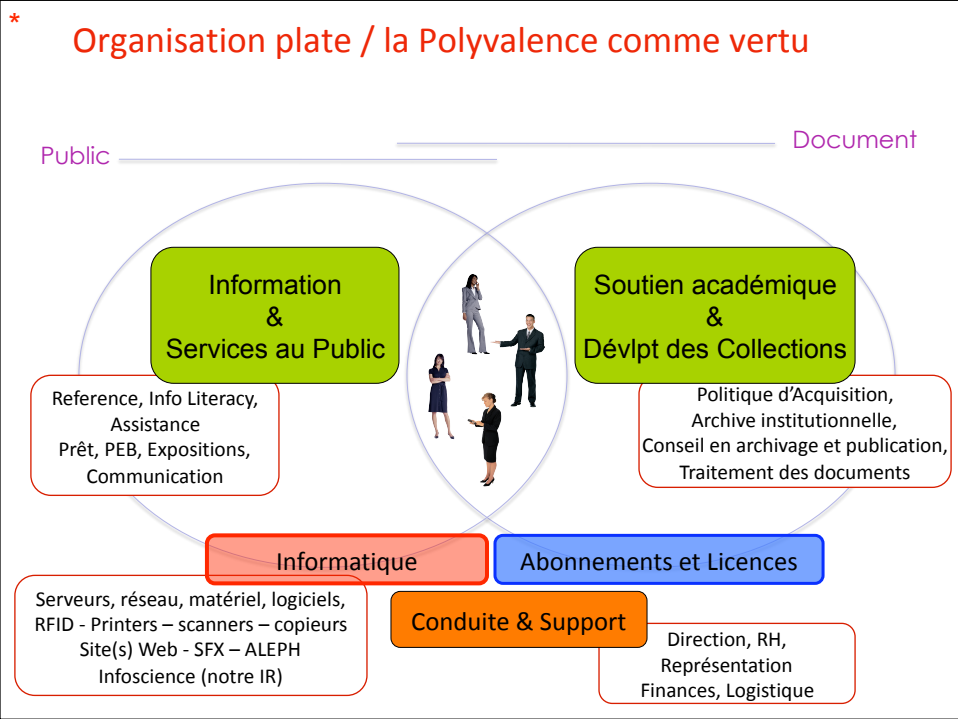 *
Organisation plate / la Polyvalence comme vertu
Public
Document
Information
&
Services au Public
Soutien académique
&
Dévlpt des Collections
Reference, Info Literacy,
Assistance
Prêt, PEB, Expositions,
Communication
Politique d’Acquisition,
Archive institutionnelle,
Conseil en archivage et publication,
Traitement des documents
Informatique
Abonnements et Licences
Serveurs, réseau, matériel, logiciels,
RFID - Printers – scanners – copieurs
Site(s) Web - SFX – ALEPH
Infoscience (notre IR)
Conduite & Support
Direction, RH,
Représentation
Finances, Logistique